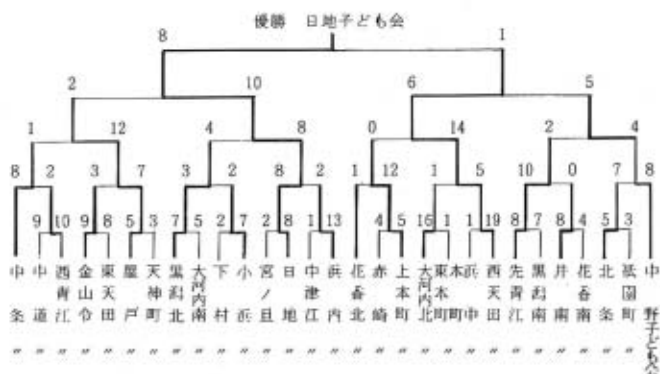 優勝 日地子ども会
8 1
2 10 6 5
1 12 4 8 0 14 2 4
8 2 3 7 3 2 8 2 1 12 1 5 10 0 7 8
9 10 9 8 5 3 7 5 2 7 2 8 1 13 4 5 16 1 1 19 8 7 8 4 5 3
中条〃
中道〃
西青江〃
金山令〃
東天田〃
屋戸〃
天神町〃
黒潟北〃
大河内南〃
下村〃
小浜〃
宮ノ旦〃
日地〃
中津江〃
浜内〃
花番北〃
赤崎〃
上本町〃
大河内北〃
東本町〃
本町浜中〃
西天田〃
先青江〃
黒潟南〃
井南〃
花番南〃
北条〃
祇園町〃
中野子ども会